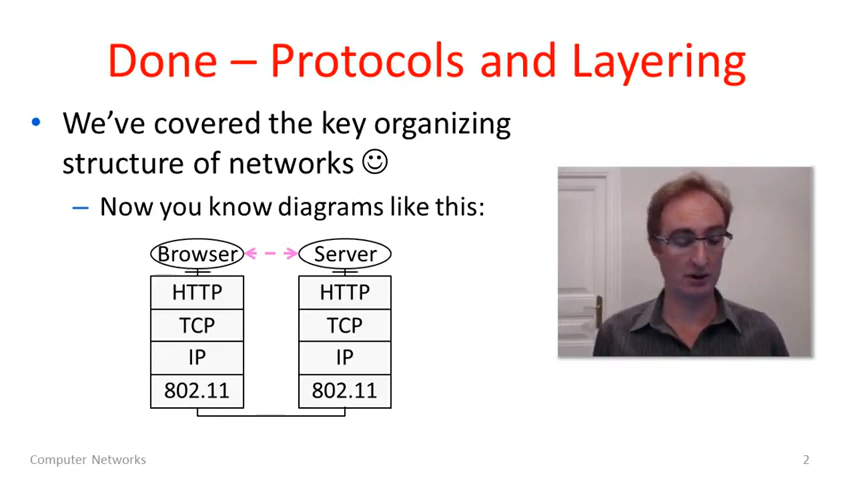 Done – Protocols and Layering
• We’ve covered the key organizing
structure of networks ☺
– Now you know diagrams like this:
Browser Server
HTTP HTTP
TCP TCP
IP IP
802.11 802.11
Computer Networks 2